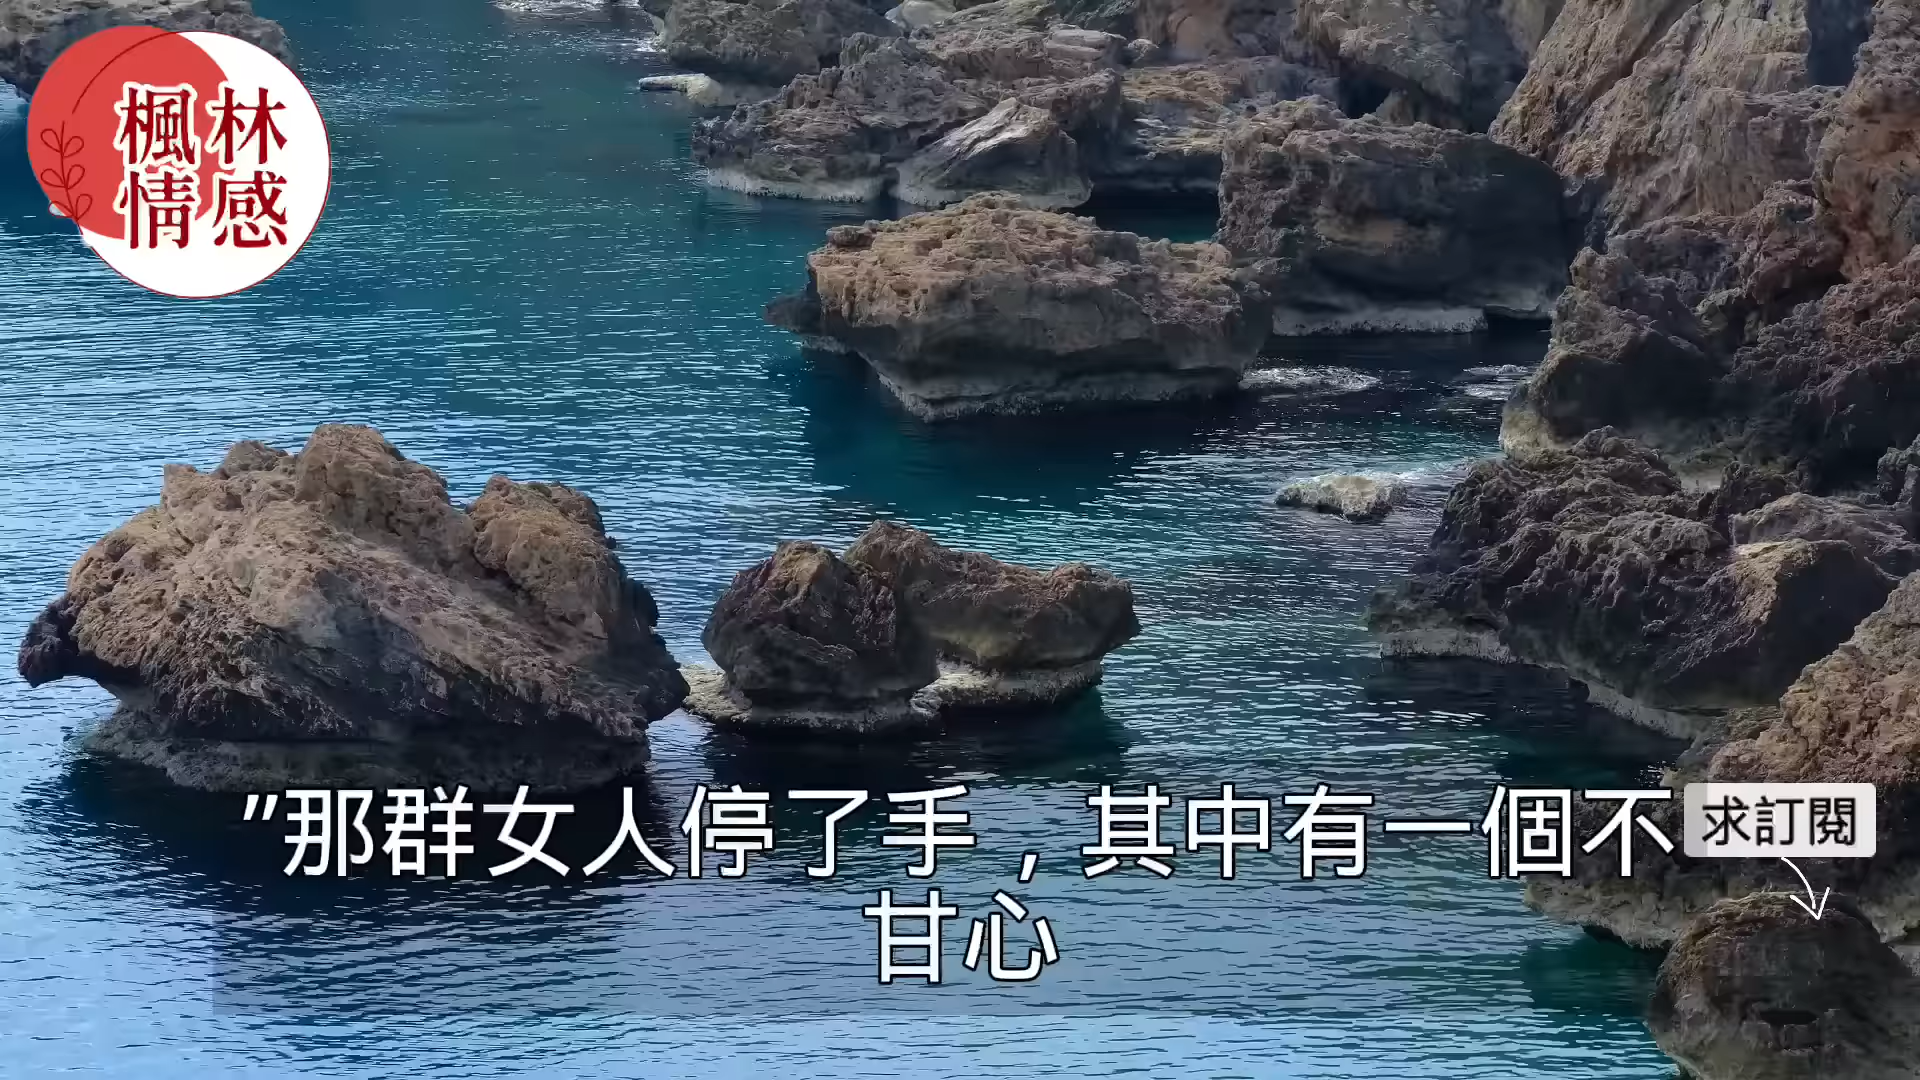 楓林
情感
"那群女人停了手，其中有一個不
甘心
求訂閱